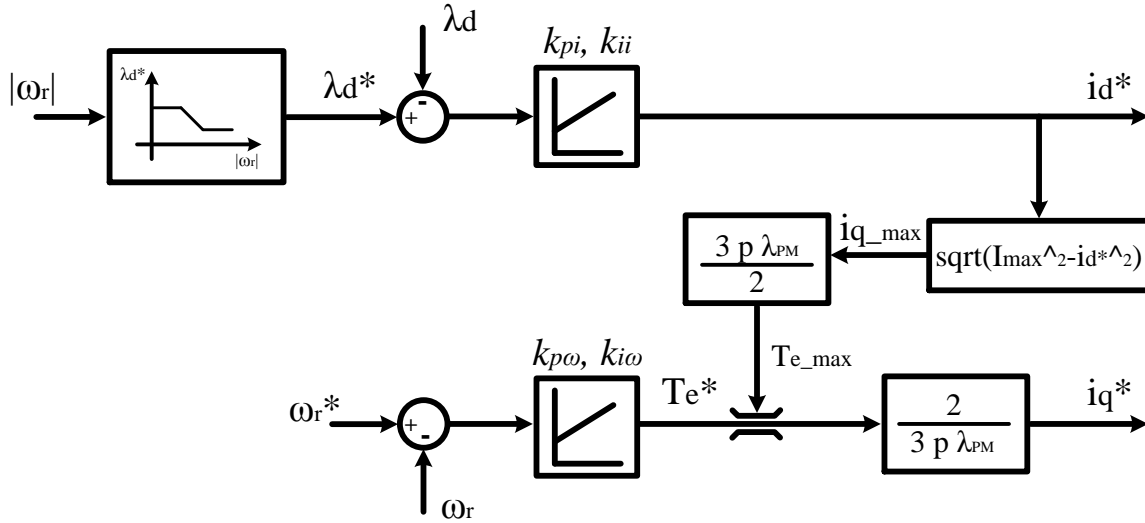 λd
kpi, kii
|ωr|
λd*
|ωr|
λd*
-
+
id*
iq_max
3 p λPM
2
sqrt(Imax^2-id*^2)
Te_max
kpω, kiω
ωr*
+
-
ωr
Te*
2
3 p λPM
iq*